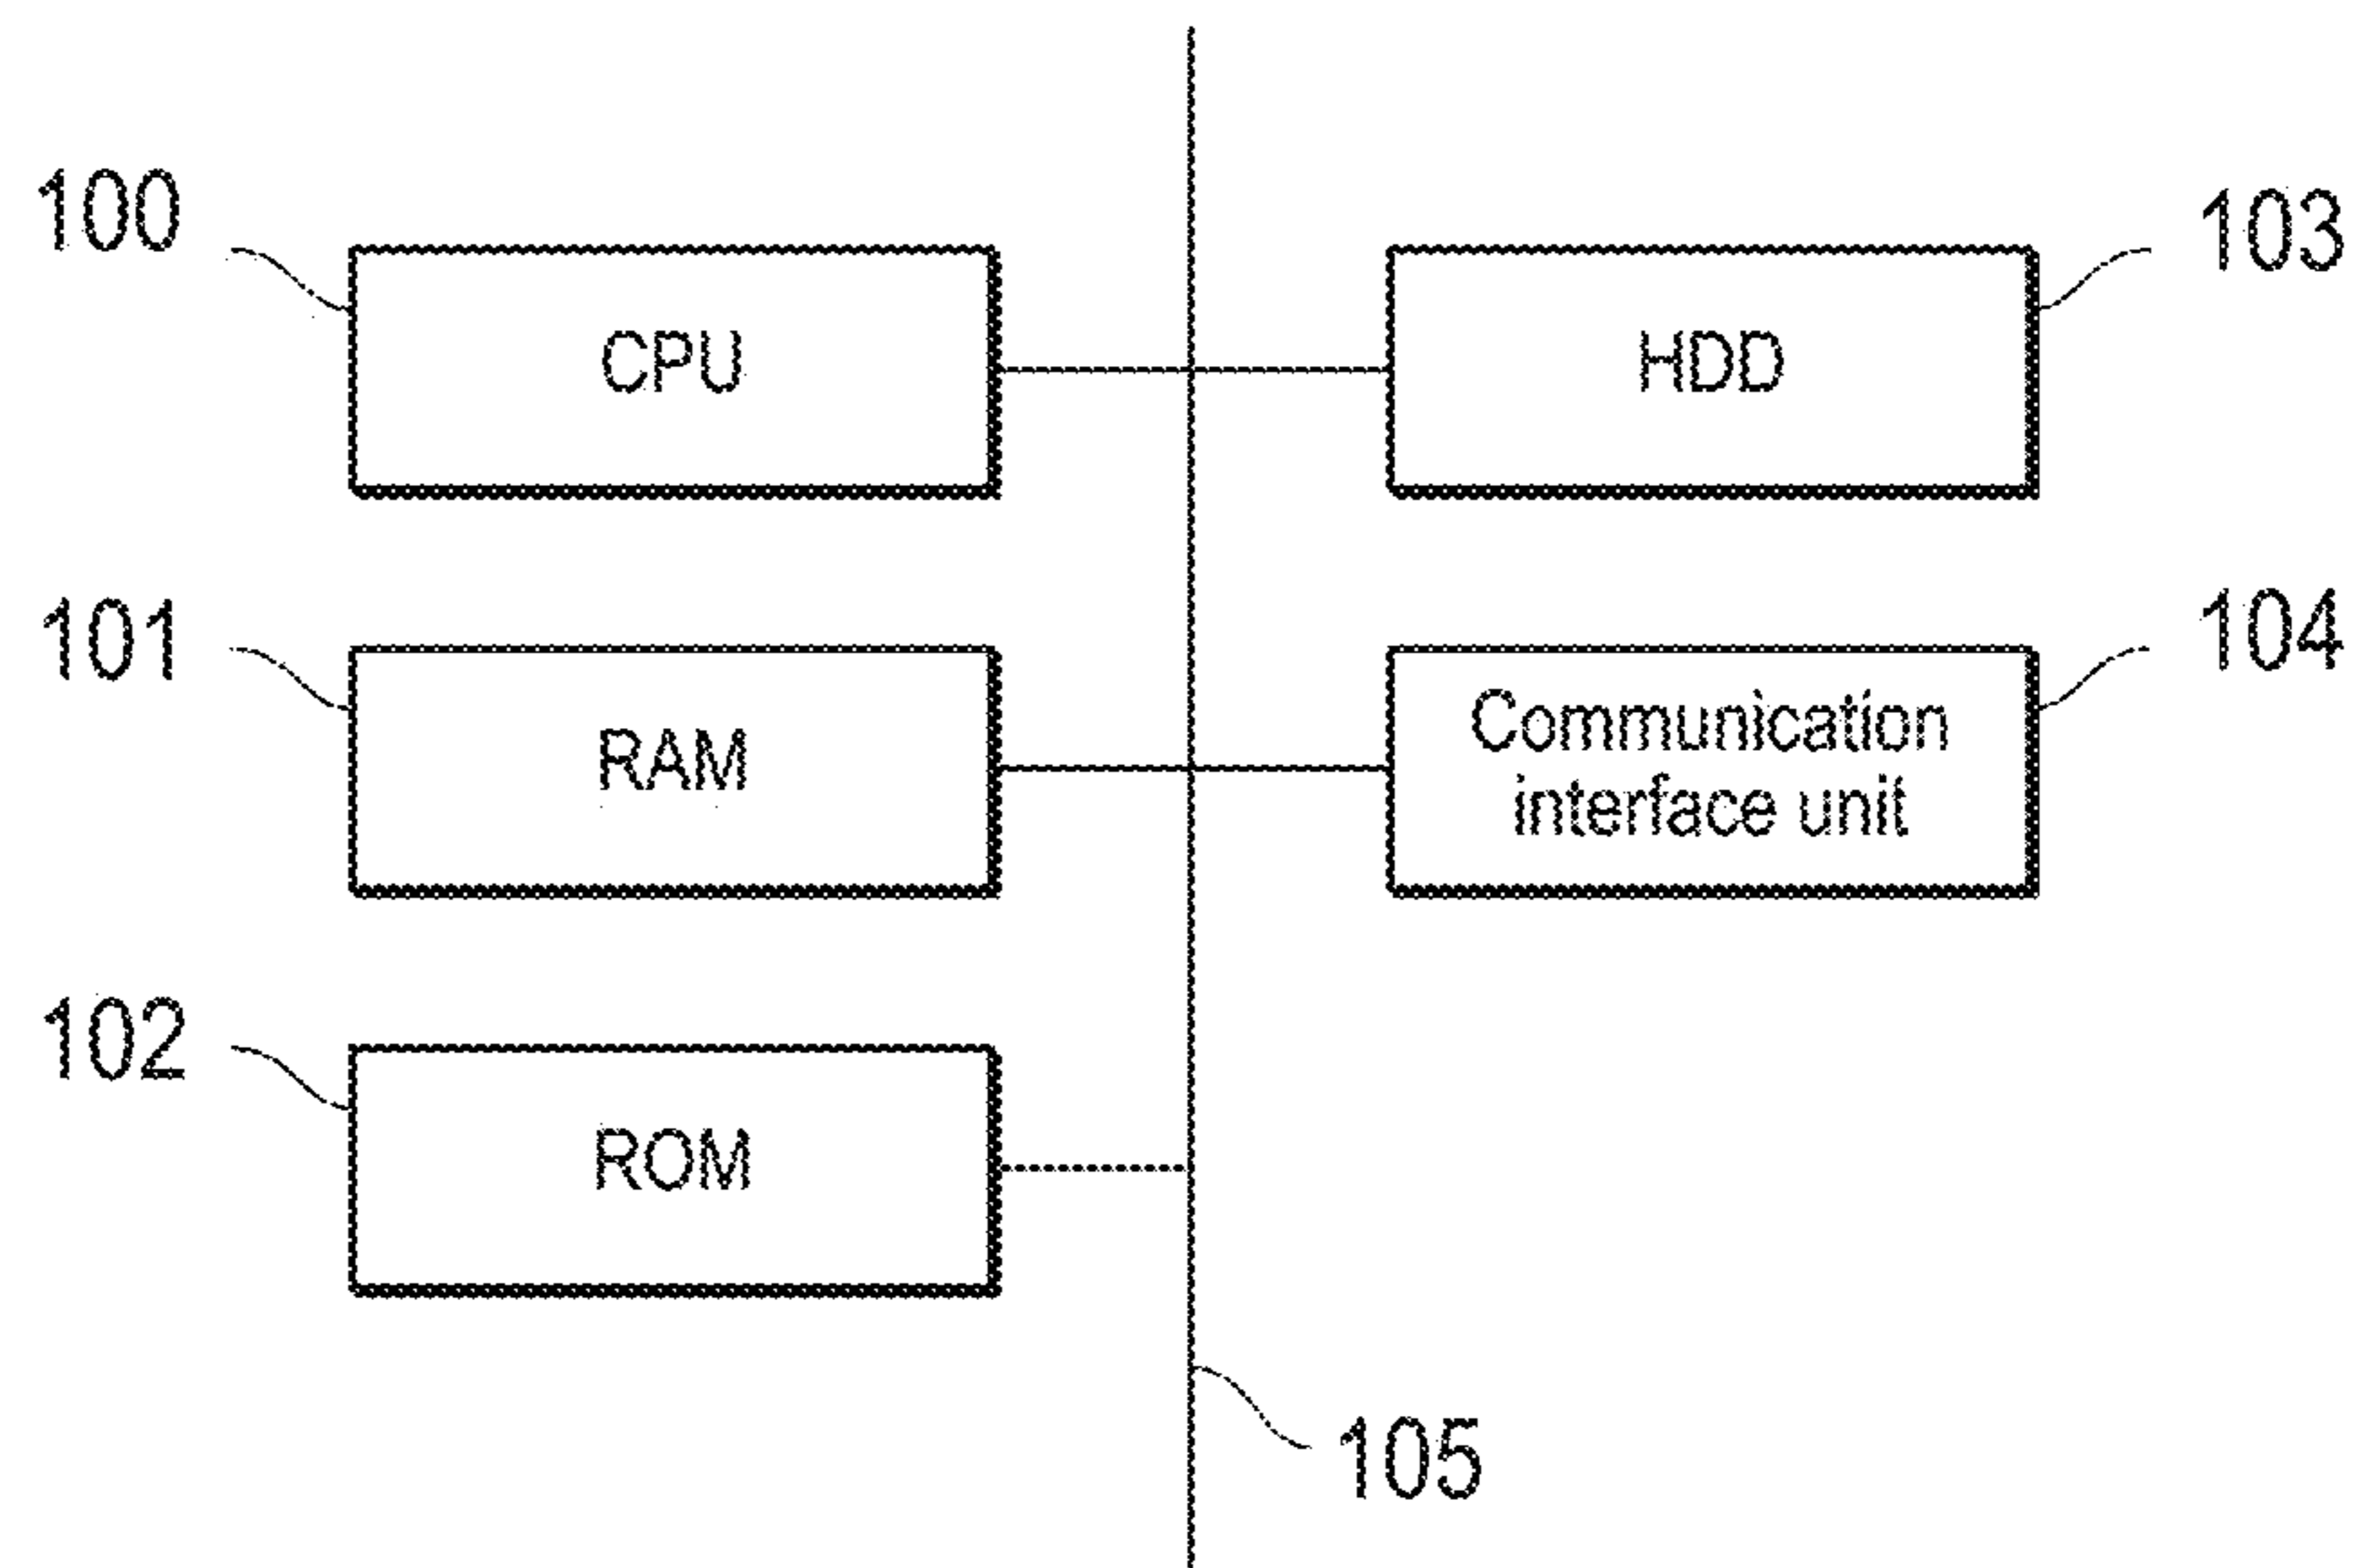 100
CPU
HDD
103
101
RAM
Communication
interface unit
104
102
ROM
105